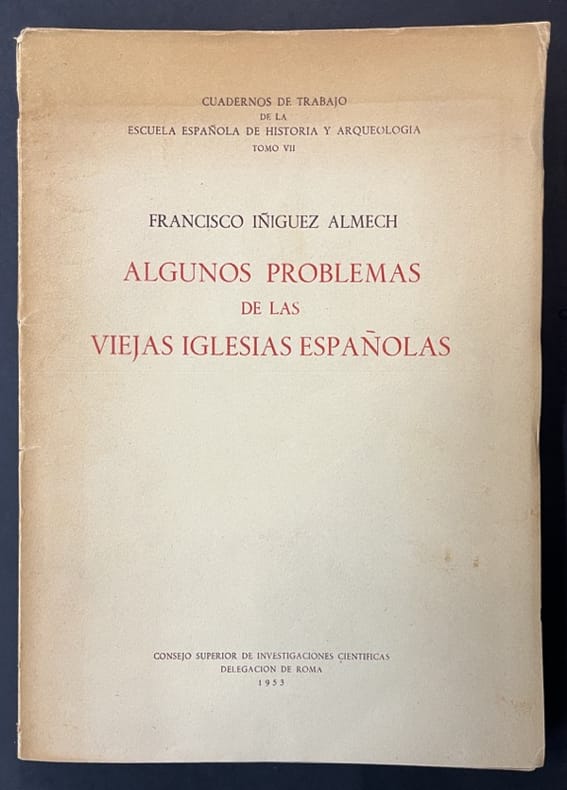 CUADERNOS DE TRABAJO
DE LA
ESCUELA ESPAÑOLA DE HISTORIA Y ARQUEOLOGIA
TOMO VII
FRANCISCO IÑIGUEZ ALMECH
ALGUNOS PROBLEMAS
DE LAS
VIEJAS IGLESIAS ESPAÑOLAS
CONSEJO SUPERIOR DE INVESTIGACIONES CIENTIFICAS
DELEGACION DE ROMA
1953